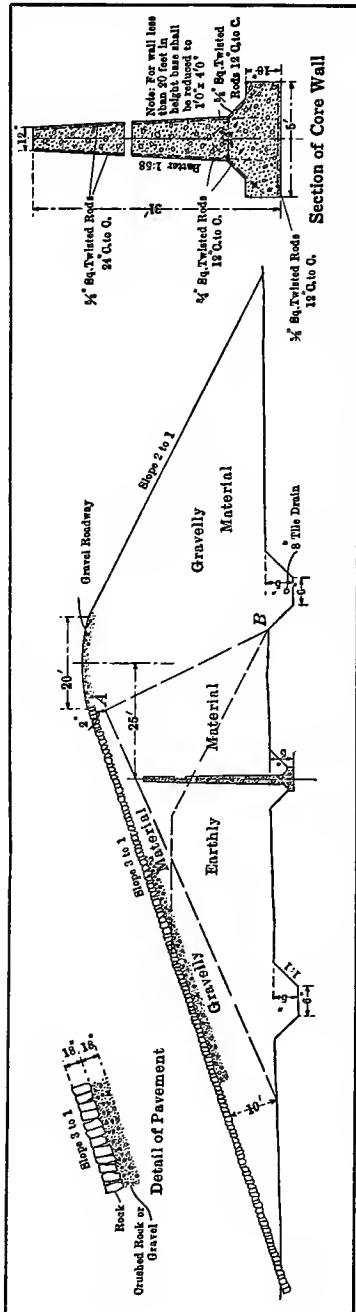 Slope 3 to 1
18"
18"
Rock
Crushed Rock or
Gravel
Detail of Pavement
Slope 3 to 1
Gravelly
Material
10'
1:1
6'
5'
Earthly
Material
25'
20'
2'
A
Gravel Roadway
B
Slope 2 to 1
Gravelly
Material
8" Tile Drain
12"
¾" Sq. Twisted Rods
24" C. to C.
Batter 1:58
Note: For wall less
than 20 feet in
height base shall
be reduced to
1'0" x 4'0"
¾" Sq. Twisted Rods
12" C. to C.
¾" Sq. Twisted
Rods 12" C. to C.
5'
¾" Sq. Twisted Rods
12" C. to C.
Section of Core Wall